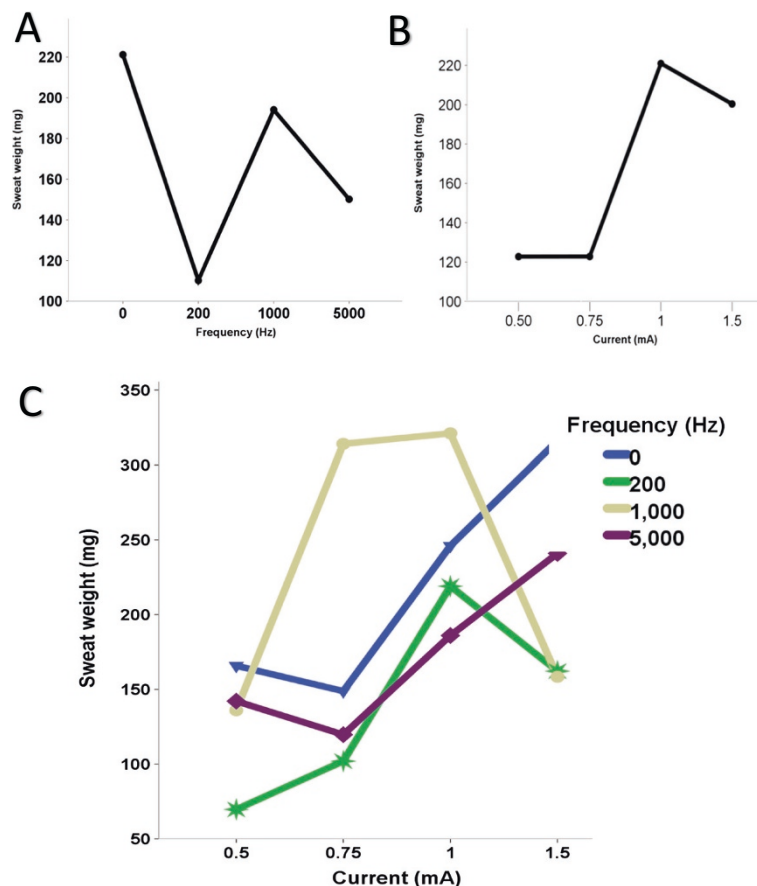 A
Sweat weight (mg)
220
200
180
160
140
120
100
0 200 1000 5000
Frequency (Hz)
B
Sweat weight (mg)
220
200
180
160
140
120
100
0.50 0.75 1 1.5
Current (mA)
C
Sweat weight (mg)
350
300
250
200
150
100
50
0.5 0.75 1 1.5
Current (mA)
Frequency (Hz)
0
200
1,000
5,000